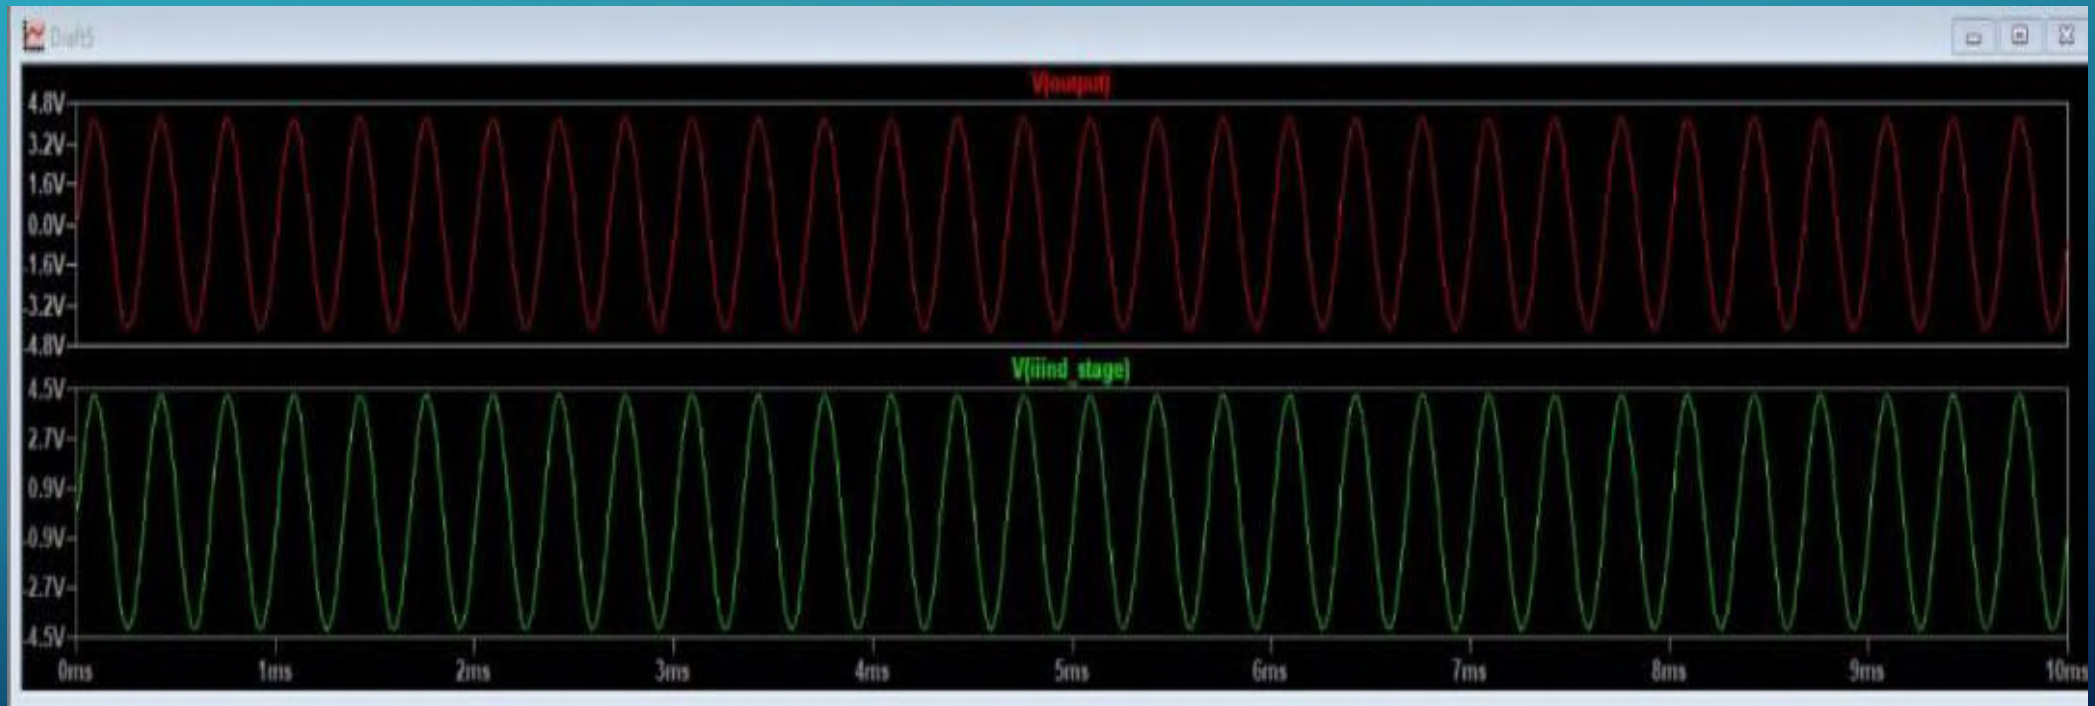 Draft5
V(output)
4.8V
3.2V
1.6V
0.0V
-1.6V
-3.2V
-4.8V
V(iiind_stage)
4.5V
2.7V
0.9V
-0.9V
-2.7V
-4.5V
0ms 1ms 2ms 3ms 4ms 5ms 6ms 7ms 8ms 9ms 10ms